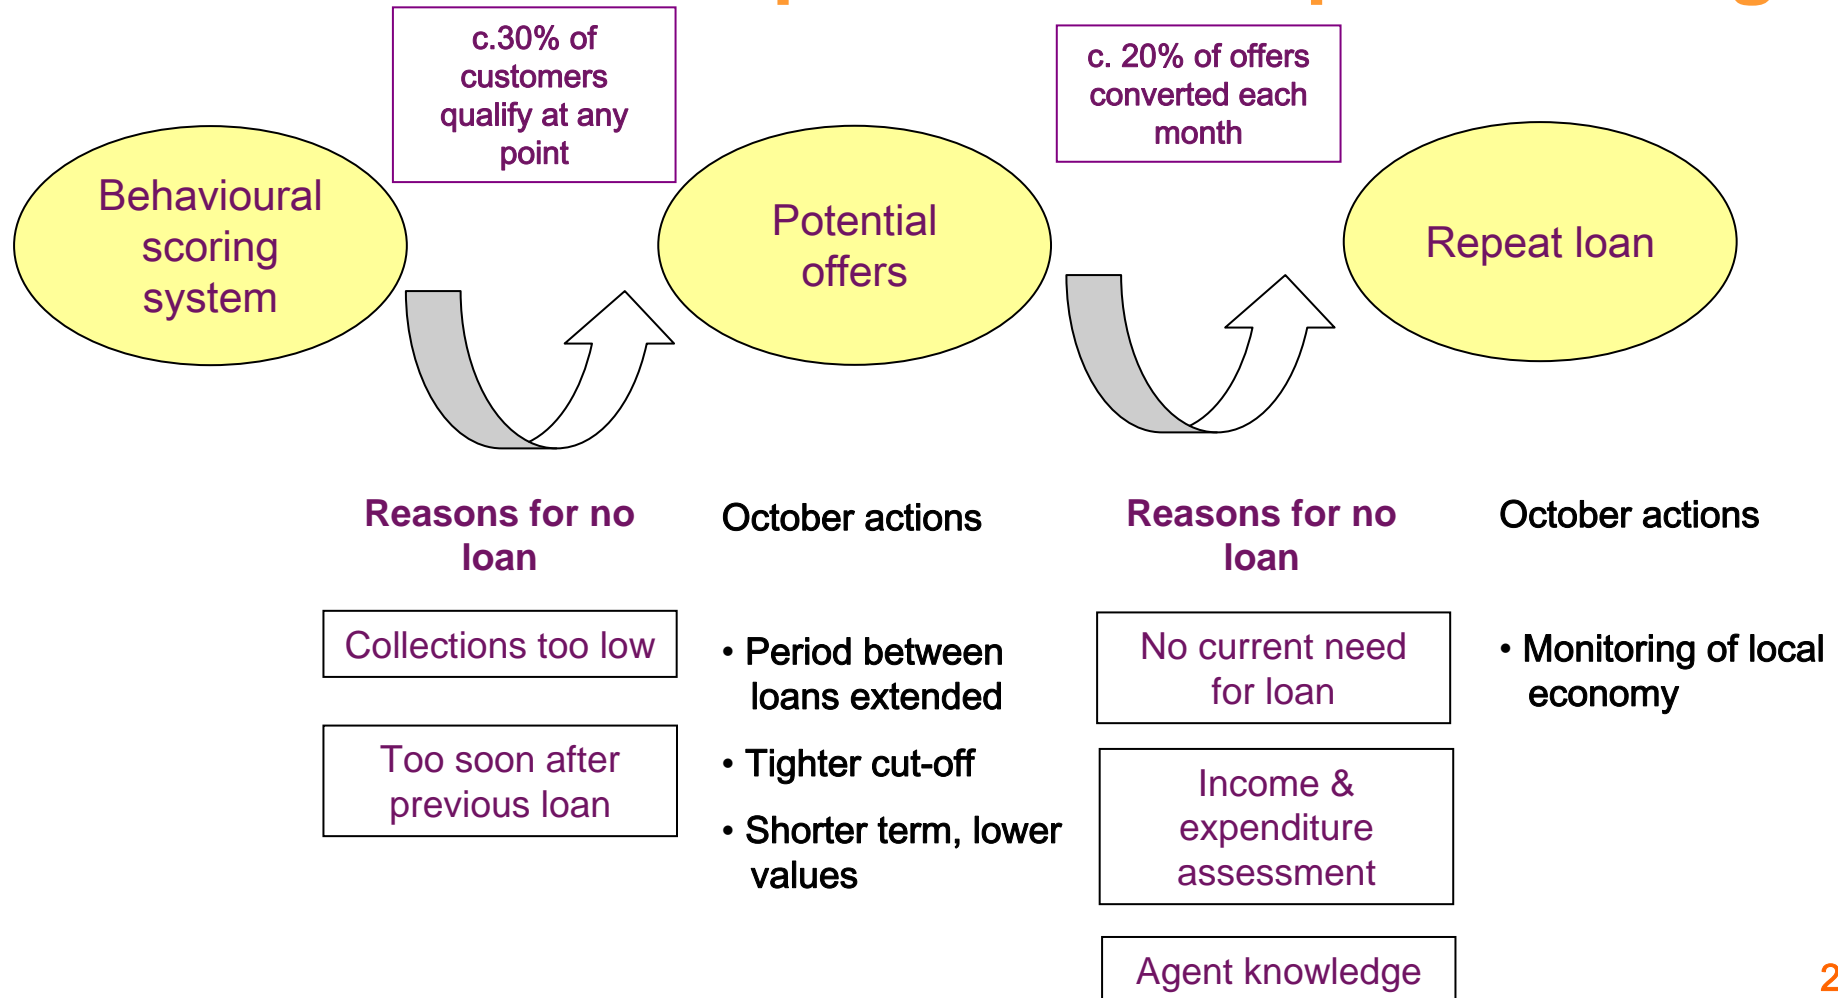 c.30% of
customers
qualify at any
point
c. 20% of offers
converted each
month
Behavioural
scoring
system
Potential
offers
Repeat loan
Reasons for no
loan
October actions
Reasons for no
loan
October actions
Collections too low
Too soon after
previous loan
• Period between
loans extended
• Tighter cut-off
• Shorter term, lower
values
No current need
for loan
Income &
expenditure
assessment
Agent knowledge
• Monitoring of local
economy
2